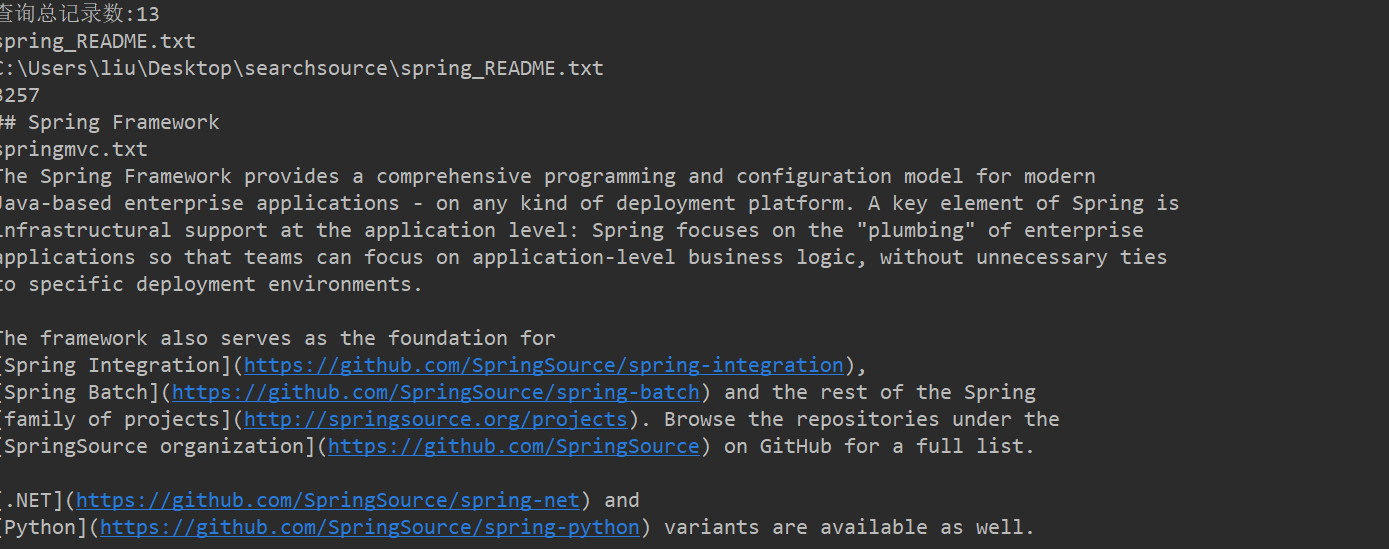 查询总记录数:13
spring_README.txt
C:\Users\liu\Desktop\searchsource\spring_README.txt
3257
## Spring Framework
springmvc.txt
The Spring Framework provides a comprehensive programming and configuration model for modern
Java-based enterprise applications - on any kind of deployment platform. A key element of Spring is
infrastructural support at the application level: Spring focuses on the "plumbing" of enterprise
applications so that teams can focus on application-level business logic, without unnecessary ties
to specific deployment environments.
The framework also serves as the foundation for
[Spring Integration](https://github.com/SpringSource/spring-integration),
[Spring Batch](https://github.com/SpringSource/spring-batch) and the rest of the Spring
[family of projects](http://springsource.org/projects). Browse the repositories under the
[SpringSource organization](https://github.com/SpringSource) on GitHub for a full list.
[.NET](https://github.com/SpringSource/spring-net) and
[Python](https://github.com/SpringSource/spring-python) variants are available as well.